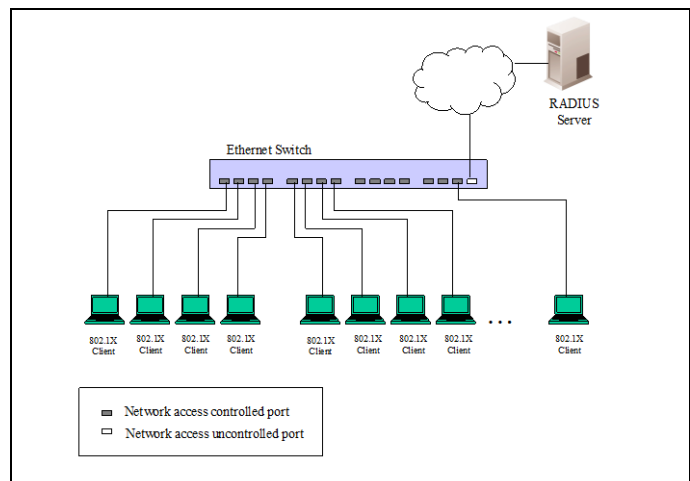 RADIUS
Server
Ethernet Switch
802.1X
Client
802.1X
Client
802.1X
Client
802.1X
Client
802.1X
Client
802.1X
Client
802.1X
Client
802.1X
Client
...
802.1X
Client
Network access controlled port
Network access uncontrolled port